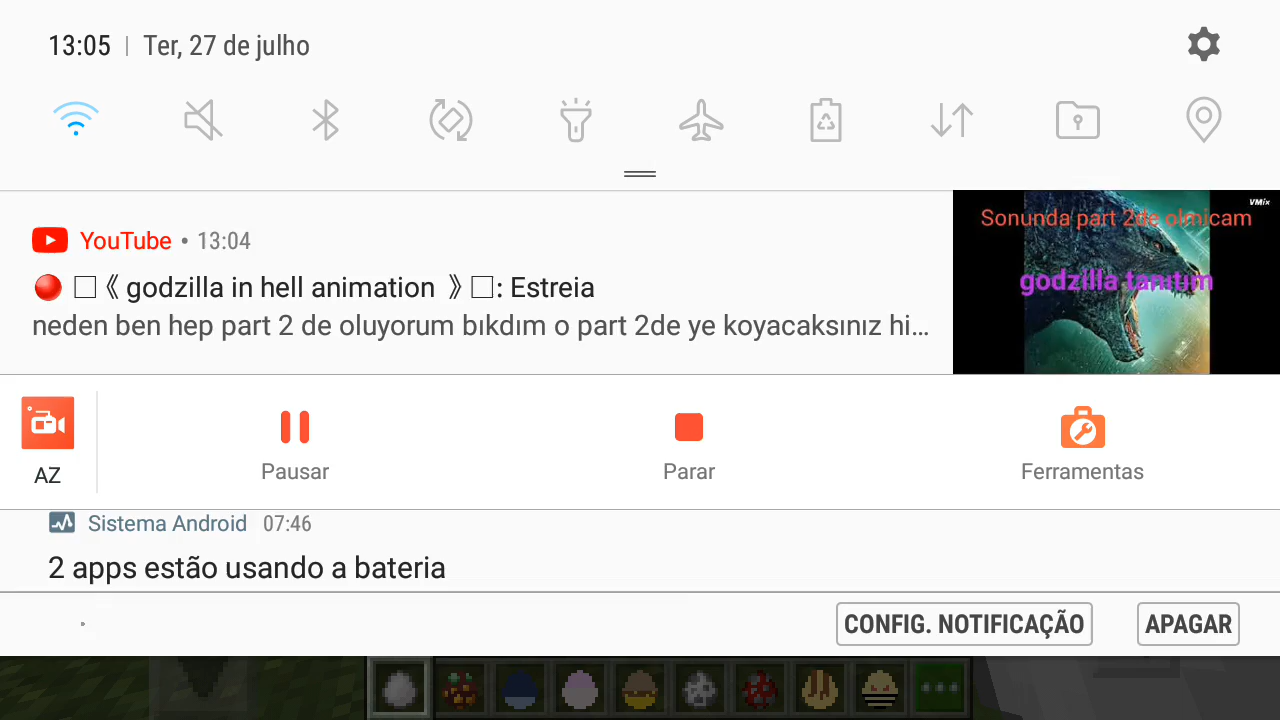 13:05 | Ter, 27 de julho
YouTube • 13:04
🔴 □《 godzilla in hell animation 》□: Estreia
neden ben hep part 2 de oluyorum bıkdım o part 2de ye koyacaksınız hi...
VMix
Sonunda part 2de olmicam
godzilla tanıtım
AZ
Pausar
Parar
Ferramentas
Sistema Android 07:46
2 apps estão usando a bateria
CONFIG. NOTIFICAÇÃO
APAGAR